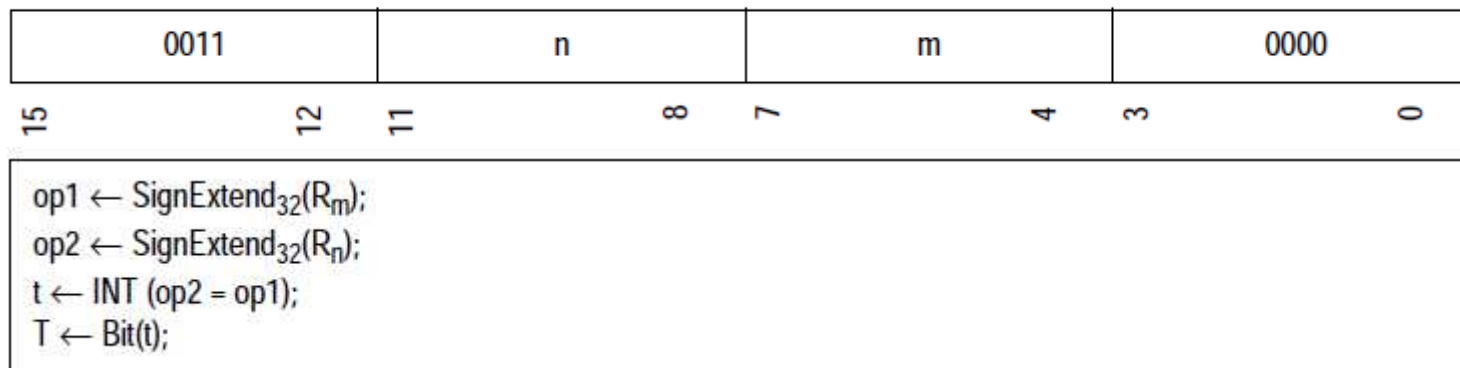 0011 n m 0000
15 12 11 8 7 4 3 0
op1 ← SignExtend₃₂(Rₘ);
op2 ← SignExtend₃₂(Rₙ);
t ← INT (op2 = op1);
T ← Bit(t);